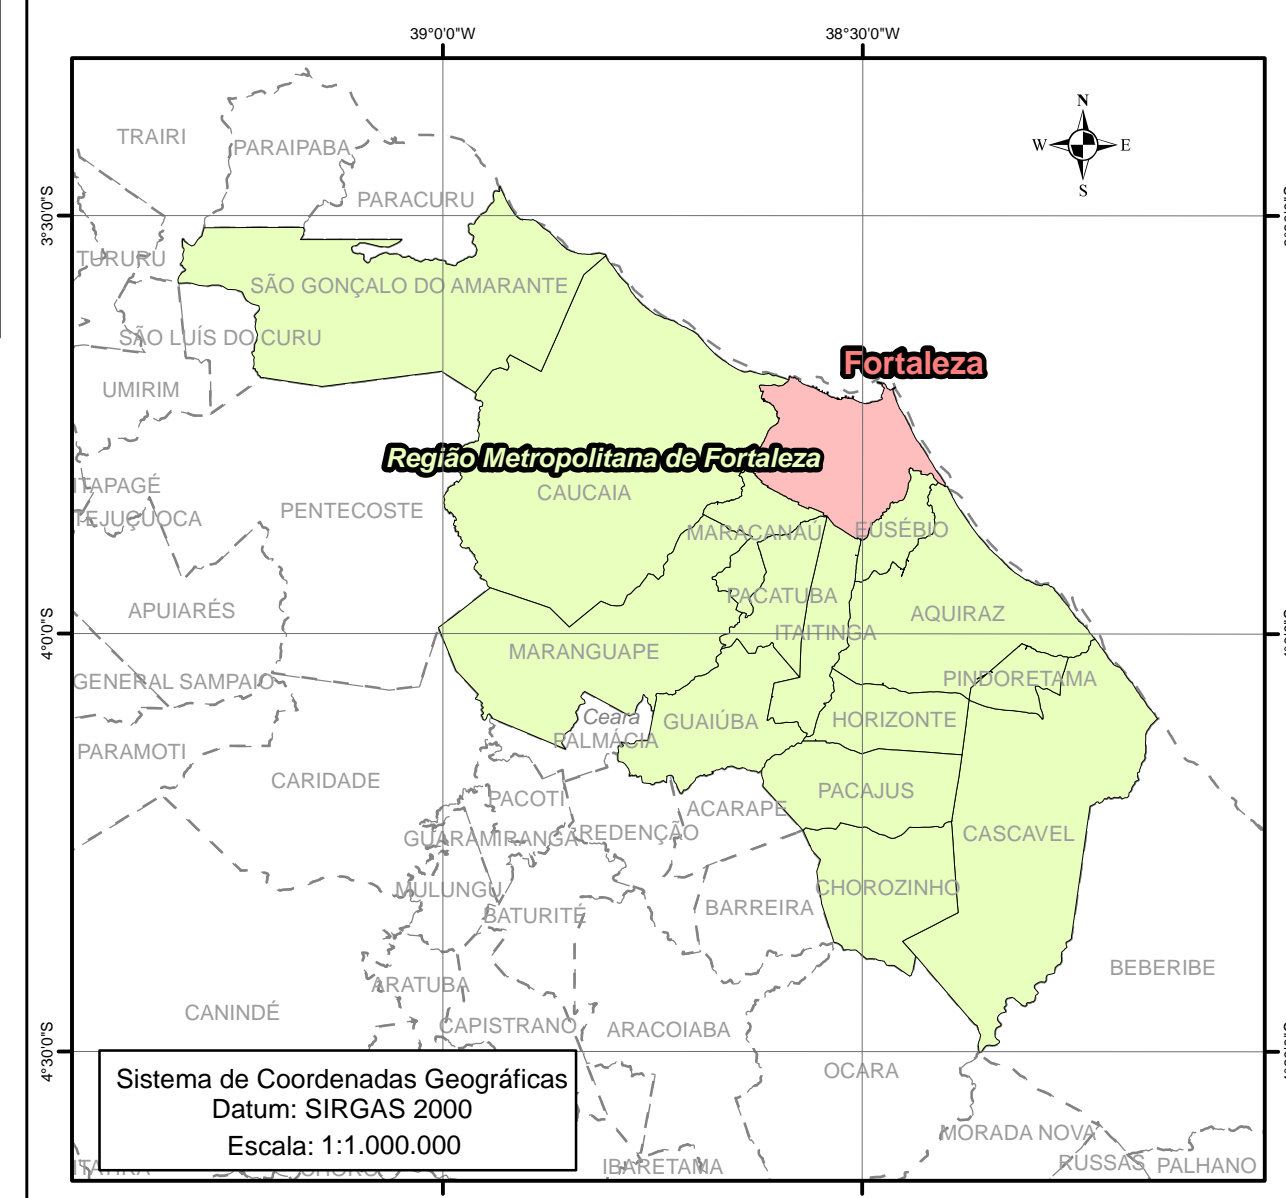 39°0'0"W
38°30'0"W
N
W E
S
TRAIRI
PARAIPABA
PARACURU
3°30'0"S
TURURU
SÃO GONÇALO DO AMARANTE
SÃO LUÍS DO CURU
Fortaleza
UMIRIM
Região Metropolitana de Fortaleza
ITAPAGÉ
CAUCAIA
PENTECOSTE
TEJUÇUOCA
MARACANAÚ
EUSÉBIO
PACATUBA
APUIARÉS
AQUIRAZ
4°0'0"S
ITAITINGA
MARANGUAPE
GENERAL SAMPAIO
PINDORETAMA
Ceará
GUAIÚBA
HORIZONTE
PALMÁCIA
PARAMOTI
CARIDADE
PACAJUS
PACOTI
ACARAPE
REDENÇÃO
CASCAVEL
GUARAMIRANGA
MULUNGU
CHOROZINHO
BARREIRA
BATURITÉ
BEBERIBE
ARATUBA
CANINDÉ
CAPISTRANO
ARACOIABA
4°30'0"S
OCARA
Sistema de Coordenadas Geográficas
Datum: SIRGAS 2000
Escala: 1:1.000.000
MORADA NOVA
RUSSAS
PALHANO
IBARETAMA